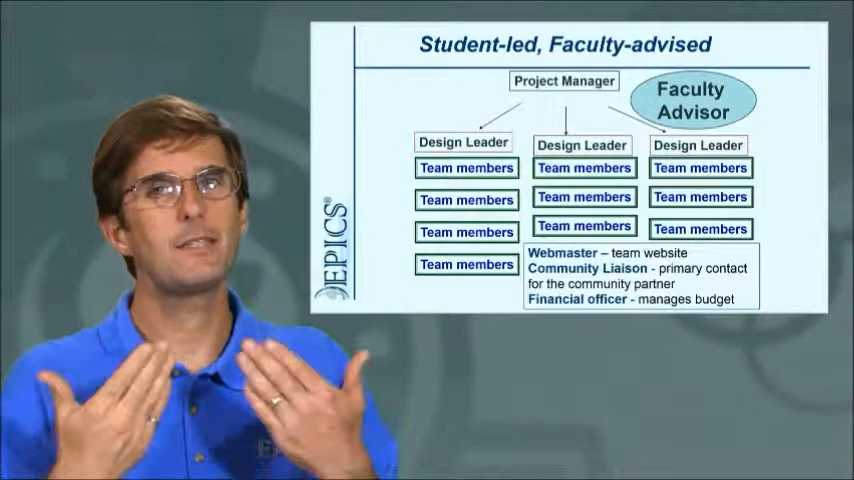 Student-led, Faculty-advised
Project Manager
Faculty
Advisor
Design Leader
Design Leader
Design Leader
Team members
Team members
Team members
Team members
Team members
Team members
Team members
Team members
Team members
Team members
Webmaster – team website
Community Liaison - primary contact
for the community partner
Financial officer - manages budget
EPICS®